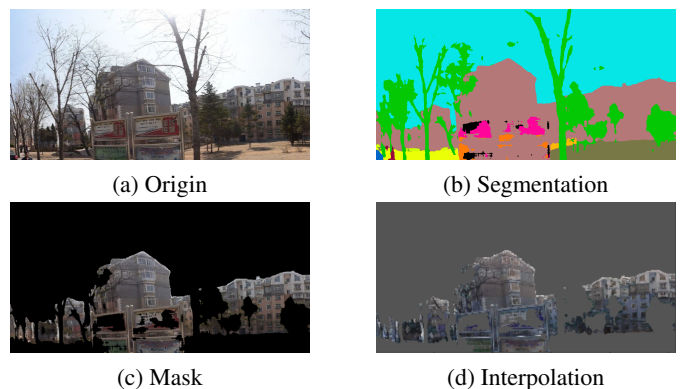 (a) Origin
(b) Segmentation
(c) Mask
(d) Interpolation